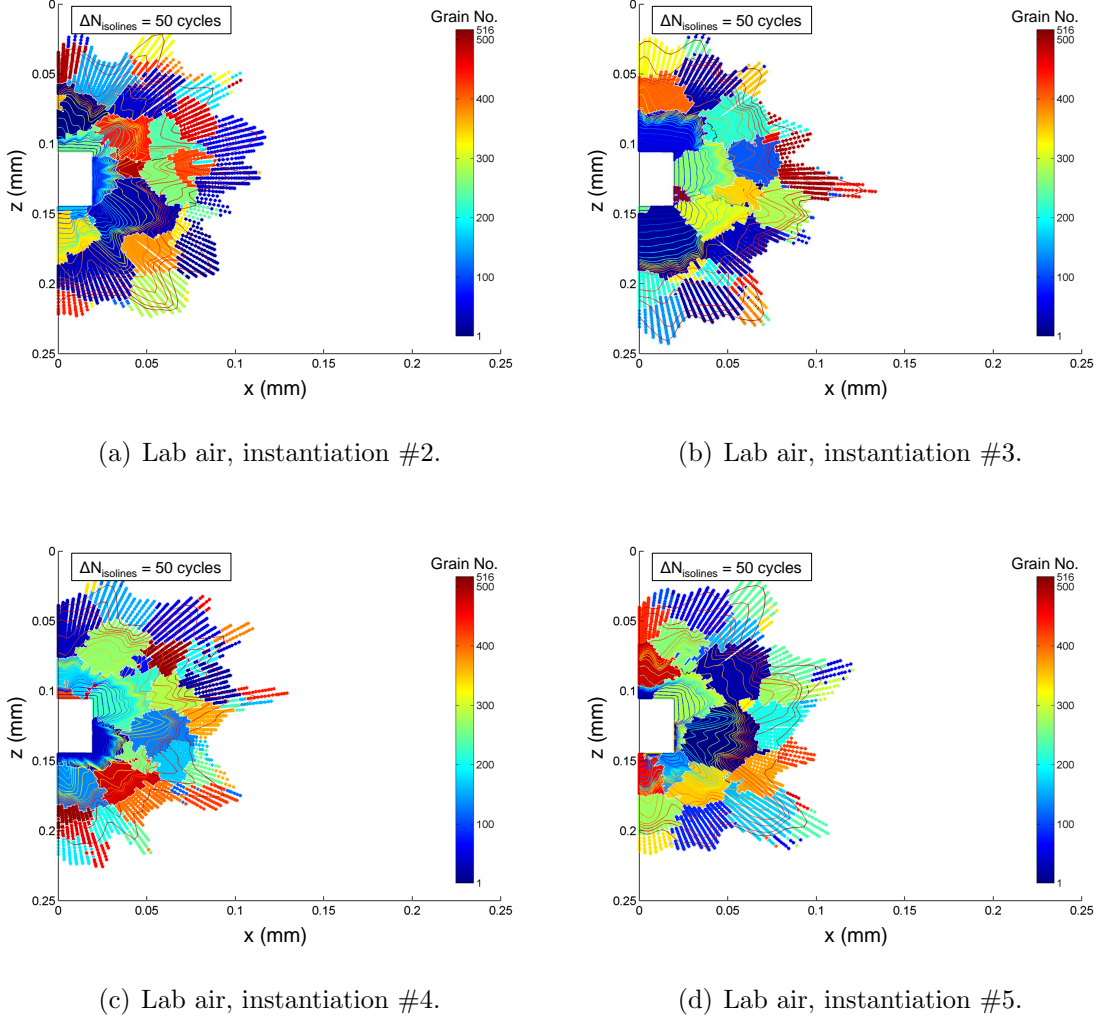 ΔNisolines = 50 cycles
Grain No.
516
500
400
300
200
100
1
0
0.05
0.1
0.15
0.2
0.25
z (mm)
0 0.05 0.1 0.15 0.2 0.25
x (mm)
(a) Lab air, instantiation #2.
ΔNisolines = 50 cycles
Grain No.
516
500
400
300
200
100
1
0
0.05
0.1
0.15
0.2
0.25
z (mm)
0 0.05 0.1 0.15 0.2 0.25
x (mm)
(b) Lab air, instantiation #3.
ΔNisolines = 50 cycles
Grain No.
516
500
400
300
200
100
1
0
0.05
0.1
0.15
0.2
0.25
z (mm)
0 0.05 0.1 0.15 0.2 0.25
x (mm)
(c) Lab air, instantiation #4.
ΔNisolines = 50 cycles
Grain No.
516
500
400
300
200
100
1
0
0.05
0.1
0.15
0.2
0.25
z (mm)
0 0.05 0.1 0.15 0.2 0.25
x (mm)
(d) Lab air, instantiation #5.